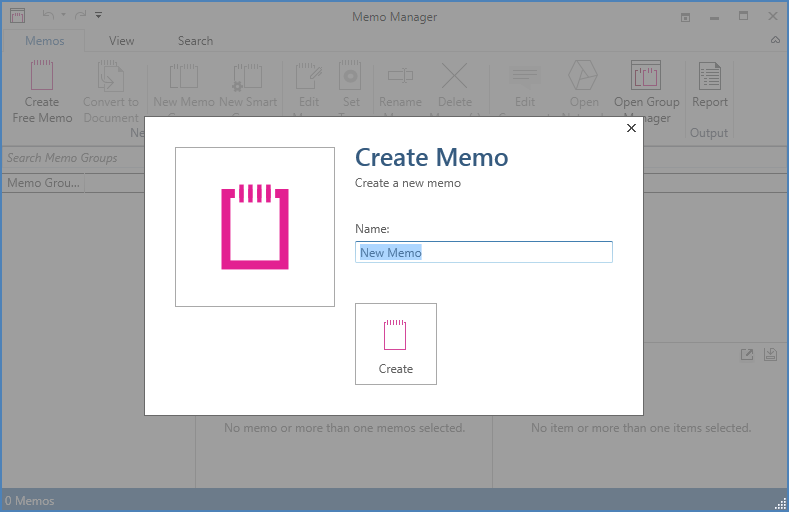 Memo Manager
Memos View Search
Create Free Memo
Convert to Document
New Memo
New Smart
Edit
Set
Rename
Delete
Edit
Open
Open Group
Report
Output
Search Memo Groups
Memo Grou...
Create Memo
Create a new memo
Name:
New Memo
Create
No memo or more than one memos selected.
No item or more than one items selected.
0 Memos